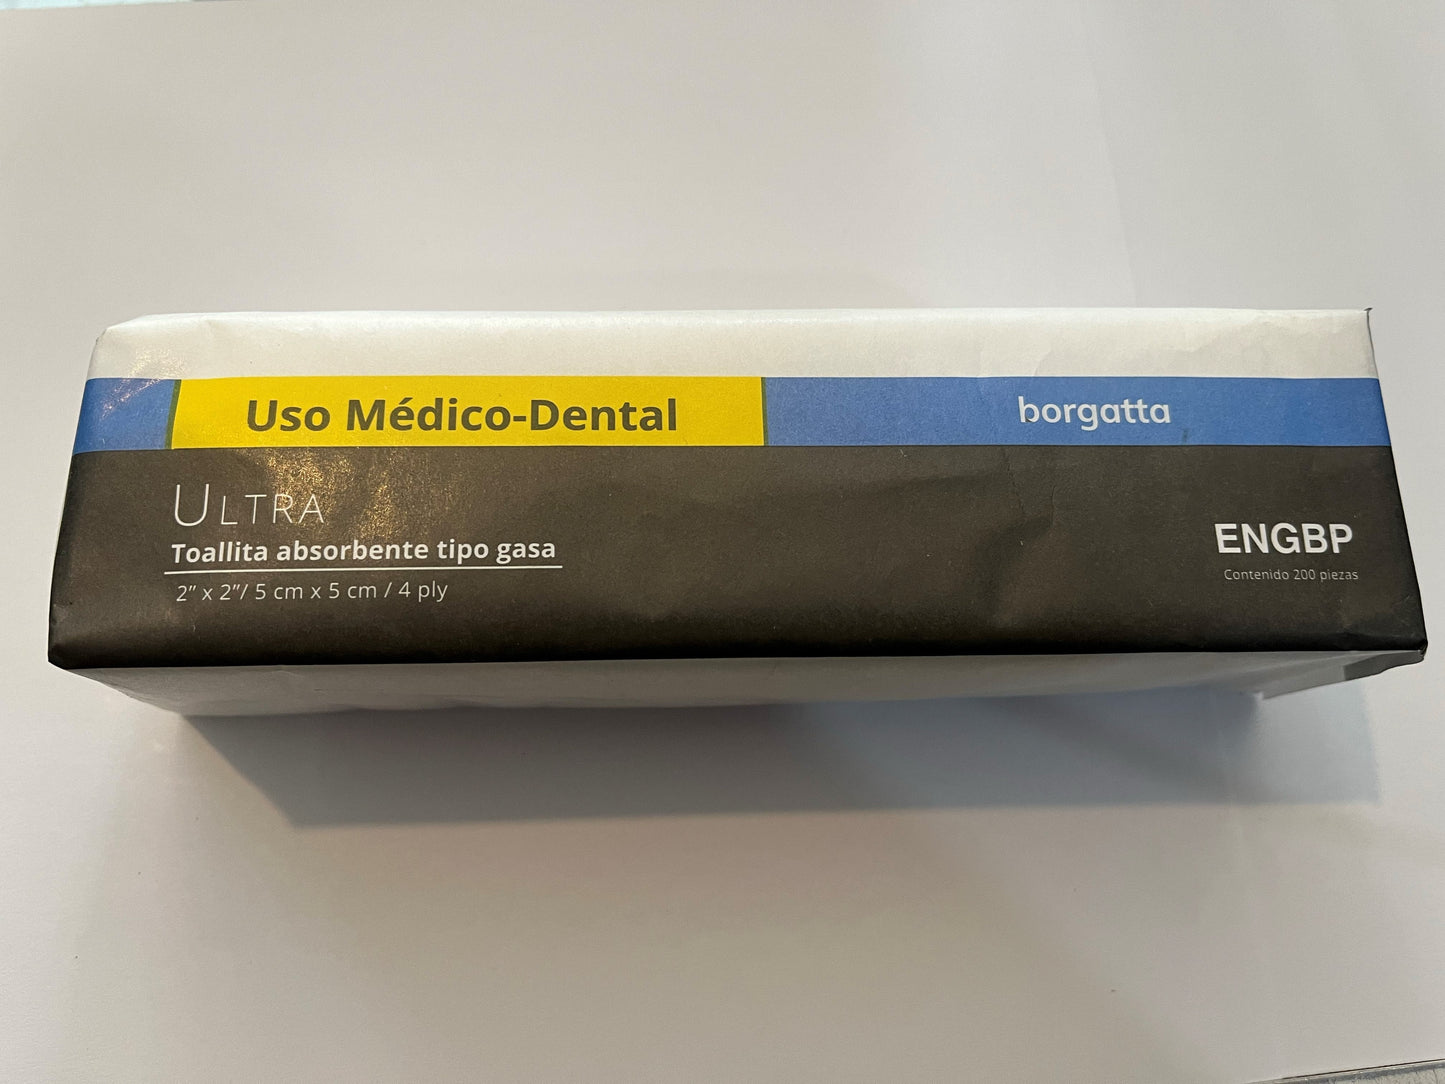 Uso Médico-Dental
borgatta
ULTRA
Toallita absorbente tipo gasa
2” x 2”/ 5 cm x 5 cm / 4 ply
ENGBP
Contenido 200 piezas